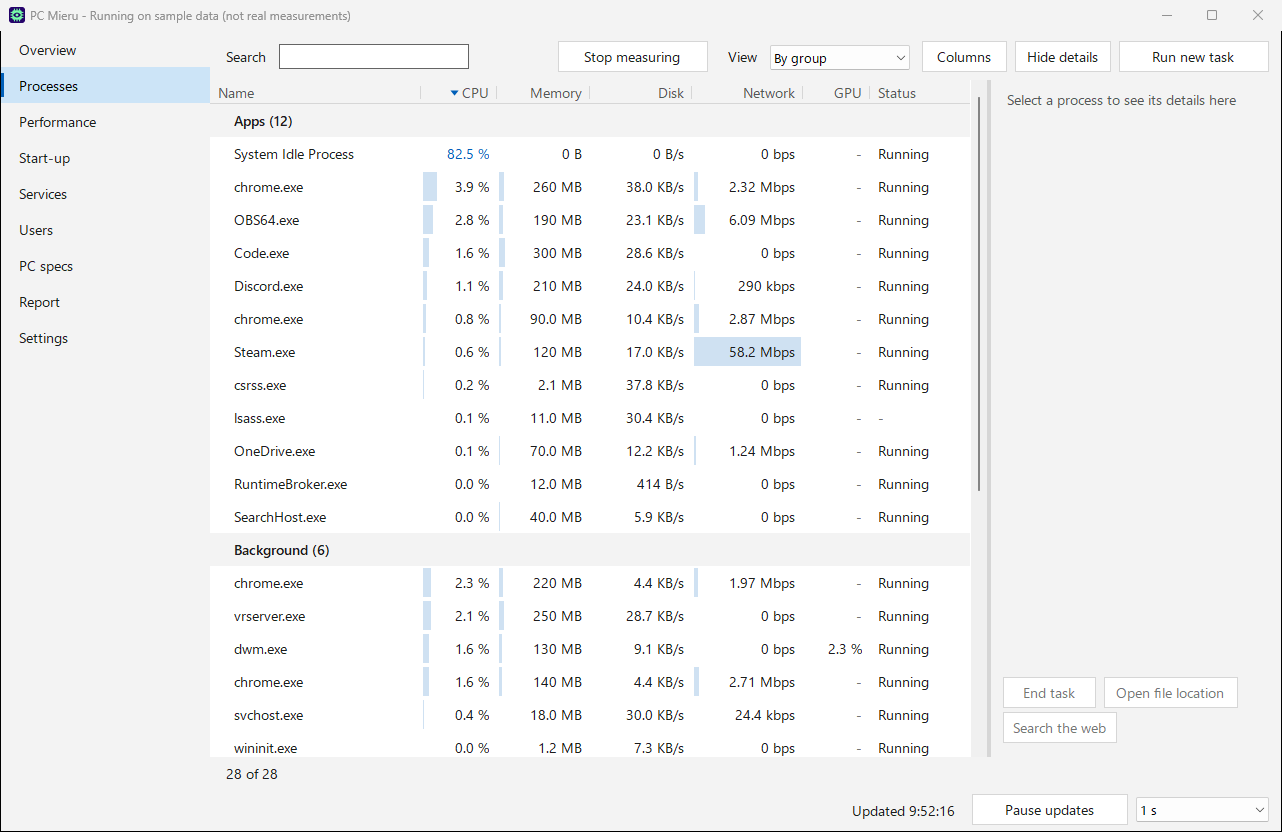 PC Mieru - Running on sample data (not real measurements)
Overview
Processes
Performance
Start-up
Services
Users
PC specs
Report
Settings
Search Stop measuring View By group Columns Hide details Run new task
Name CPU Memory Disk Network GPU Status
Apps (12)
System Idle Process 82.5 % 0 B 0 B/s 0 bps - Running
chrome.exe 3.9 % 260 MB 38.0 KB/s 2.32 Mbps - Running
OBS64.exe 2.8 % 190 MB 23.1 KB/s 6.09 Mbps - Running
Code.exe 1.6 % 300 MB 28.6 KB/s 0 bps - Running
Discord.exe 1.1 % 210 MB 24.0 KB/s 290 kbps - Running
chrome.exe 0.8 % 90.0 MB 10.4 KB/s 2.87 Mbps - Running
Steam.exe 0.6 % 120 MB 17.0 KB/s 58.2 Mbps - Running
csrss.exe 0.2 % 2.1 MB 37.8 KB/s 0 bps - Running
lsass.exe 0.1 % 11.0 MB 30.4 KB/s 0 bps - -
OneDrive.exe 0.1 % 70.0 MB 12.2 KB/s 1.24 Mbps - Running
RuntimeBroker.exe 0.0 % 12.0 MB 414 B/s 0 bps - Running
SearchHost.exe 0.0 % 40.0 MB 5.9 KB/s 0 bps - Running
Background (6)
chrome.exe 2.3 % 220 MB 4.4 KB/s 1.97 Mbps - Running
vrserver.exe 2.1 % 250 MB 28.7 KB/s 0 bps - Running
dwm.exe 1.6 % 130 MB 9.1 KB/s 0 bps 2.3 % Running
chrome.exe 1.6 % 140 MB 4.4 KB/s 2.71 Mbps - Running
svchost.exe 0.4 % 18.0 MB 30.0 KB/s 24.4 kbps - Running
wininit.exe 0.0 % 1.2 MB 7.3 KB/s 0 bps - Running
28 of 28
Select a process to see its details here
End task Open file location
Search the web
Updated 9:52:16 Pause updates 1 s